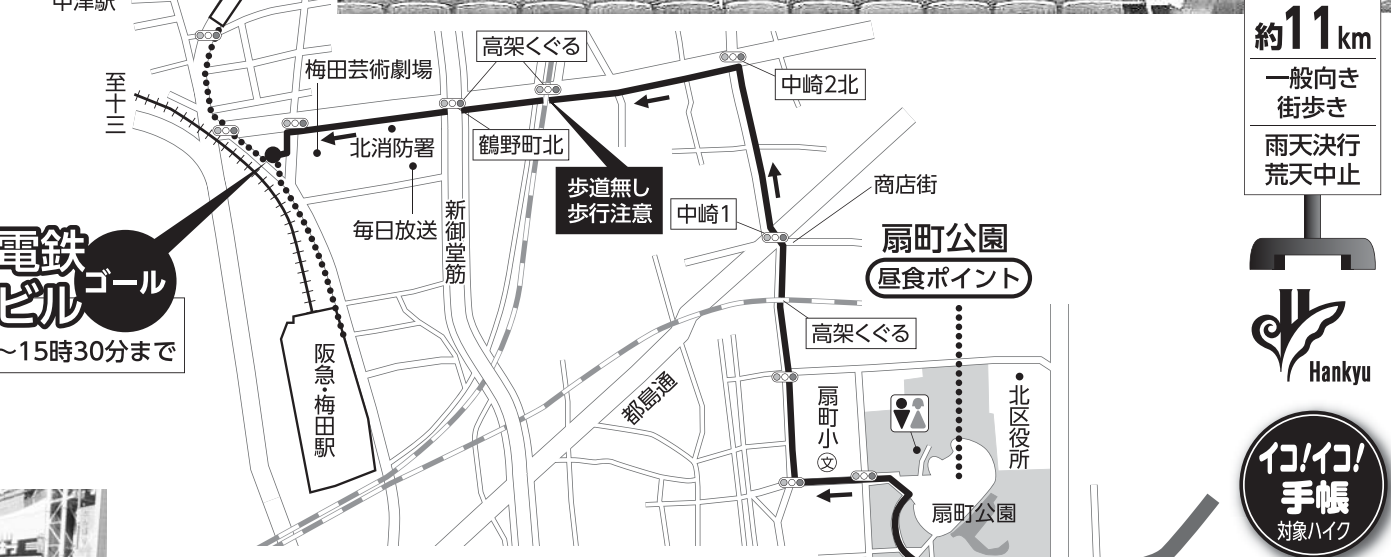 中津駅
至十三
梅田芸術劇場
高架くぐる
中崎2北
北消防署
鶴野町北
歩道無し
歩行注意
毎日放送
新御堂筋
中崎1
商店街
扇町公園
昼食ポイント
電鉄
ビル
ゴール
～15時30分まで
高架くぐる
阪急・梅田駅
都島通
扇町小
文
北区役所
扇町公園
約11km
一般向き
街歩き
雨天決行
荒天中止
Hankyu
イコ!イコ!
手帳
対象ハイク